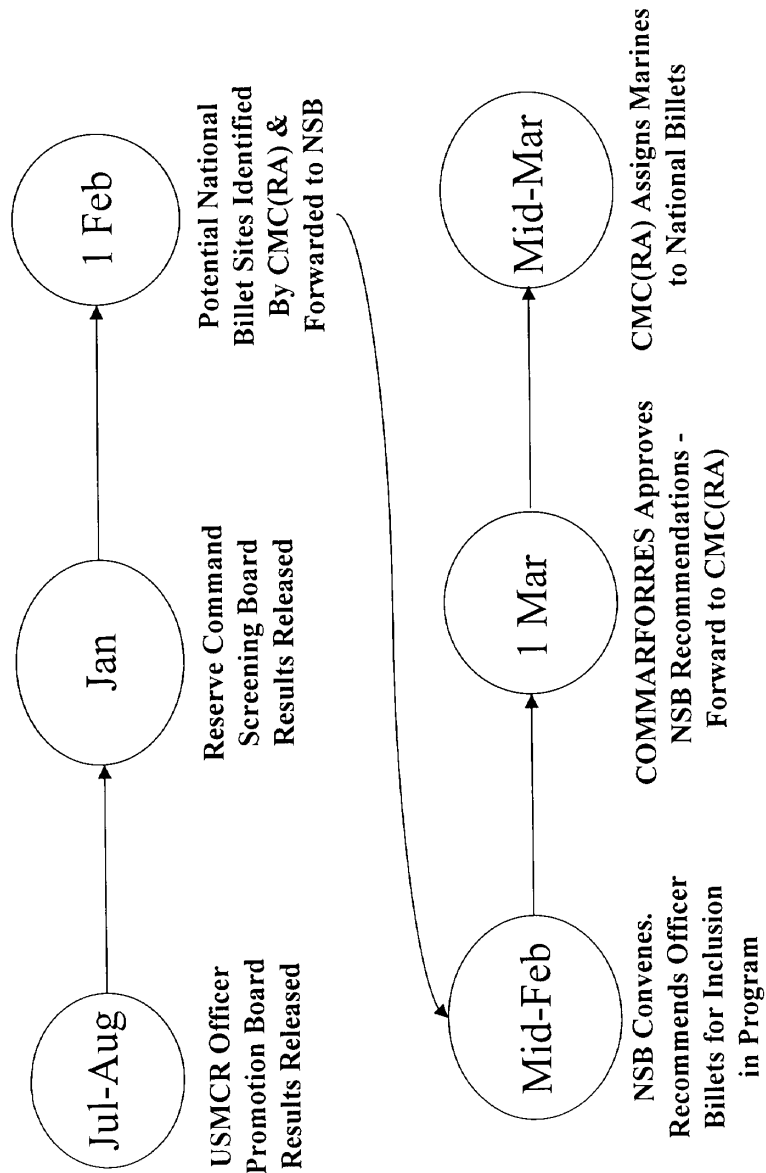 Jul-Aug
USMCR Officer
Promotion Board
Results Released
Jan
Reserve Command
Screening Board
Results Released
1 Feb
Potential National
Billet Sites Identified
By CMC(RA) &
Forwarded to NSB
Mid-Feb
NSB Convenes.
Recommends Officer
Billets for Inclusion
in Program
1 Mar
COMMARFORRES Approves
NSB Recommendations -
Forward to CMC(RA)
Mid-Mar
CMC(RA) Assigns Marines
to National Billets